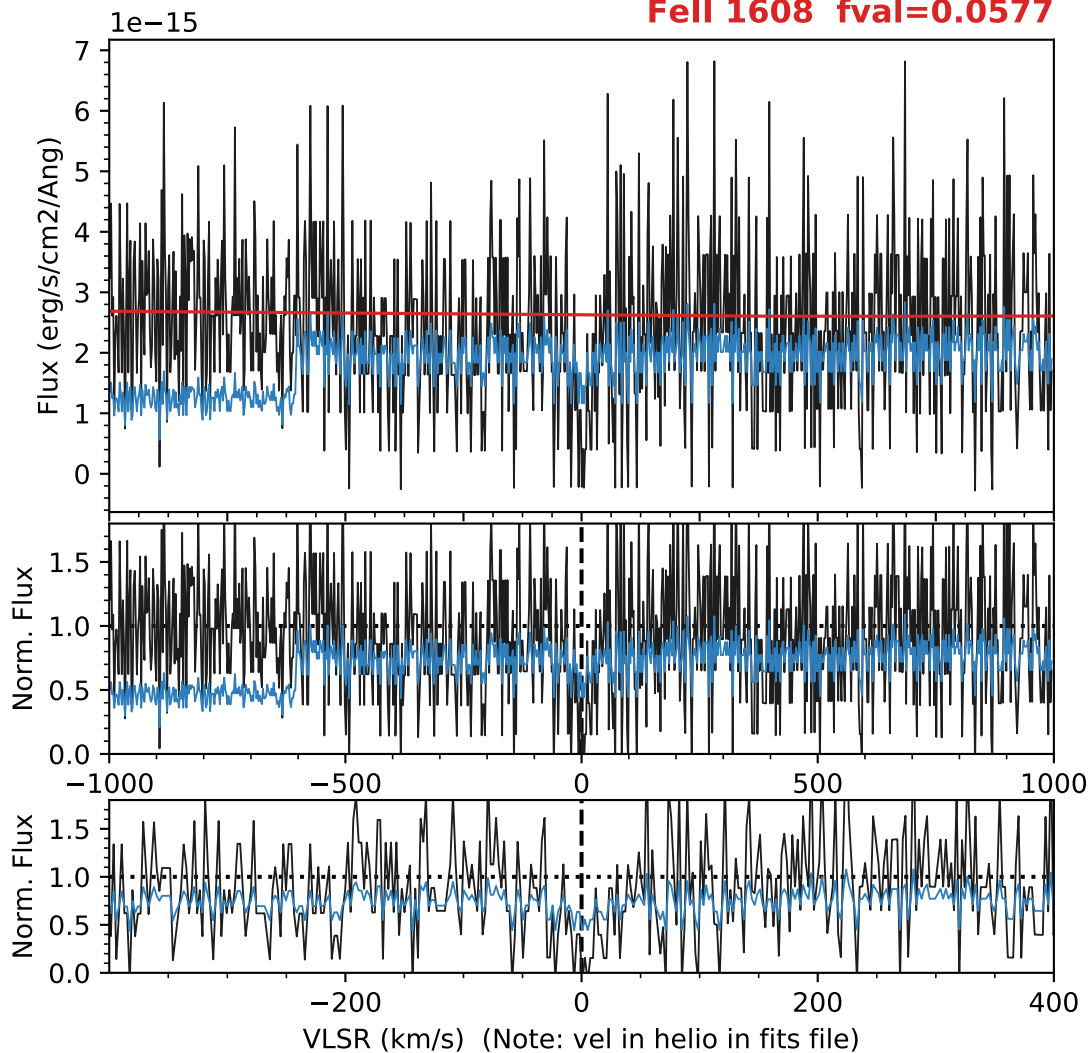 FeII 1608 fval=0.0577
1e−15
7
6
5
4
3
2
1
0
Flux (erg/s/cm2/Ang)
1.5
1.0
0.5
0.0
Norm. Flux
−1000 −500 0 500 1000
1.5
1.0
0.5
0.0
Norm. Flux
−200 0 200 400
VLSR (km/s) (Note: vel in helio in fits file)